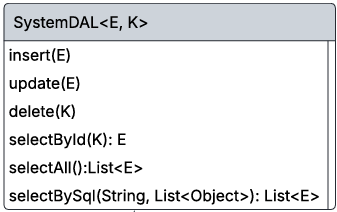 SystemDAL<E, K>
insert(E)
update(E)
delete(K)
selectById(K): E
selectAll():List<E>
selectBySql(String, List<Object>): List<E>